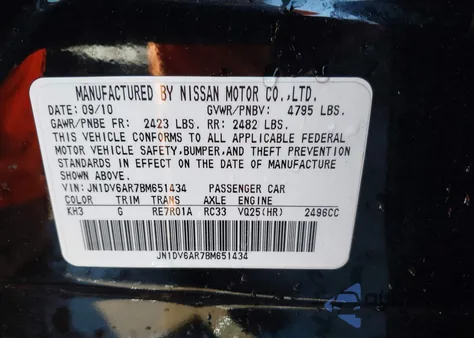 MANUFACTURED BY NISSAN MOTOR CO.,LTD.
DATE: 09/10 GVWR/PNBV: 4795 LBS.
GAWR/PNBE FR: 2423 LBS. RR: 2482 LBS.
THIS VEHICLE CONFORMS TO ALL APPLICABLE FEDERAL
MOTOR VEHICLE SAFETY,BUMPER,AND THEFT PREVENTION
STANDARDS IN EFFECT ON THE DATE OF MANUFACTURE
SHOWN ABOVE.
VIN: JN1DV6AR7BM651434 PASSENGER CAR
COLOR TRIM TRANS AXLE ENGINE
KH3 G RE7R01A RC33 VQ25(HR) 2496CC
JN1DV6AR7BM651434